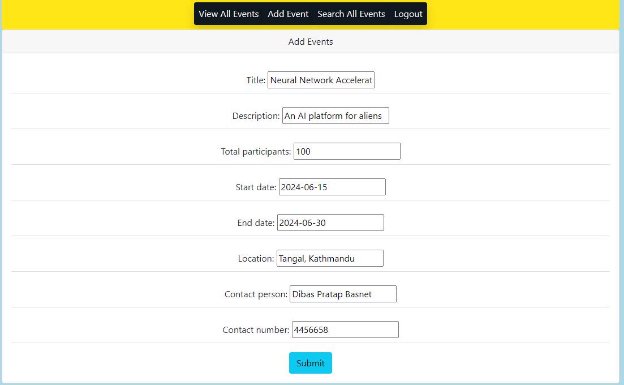 View All Events Add Event Search All Events Logout
Add Events
Title: Neural Network Accelerat
Description: An AI platform for aliens
Total participants: 100
Start date: 2024-06-15
End date: 2024-06-30
Location: Tangal, Kathmandu
Contact person: Dibas Pratap Basnet
Contact number: 4456658
Submit